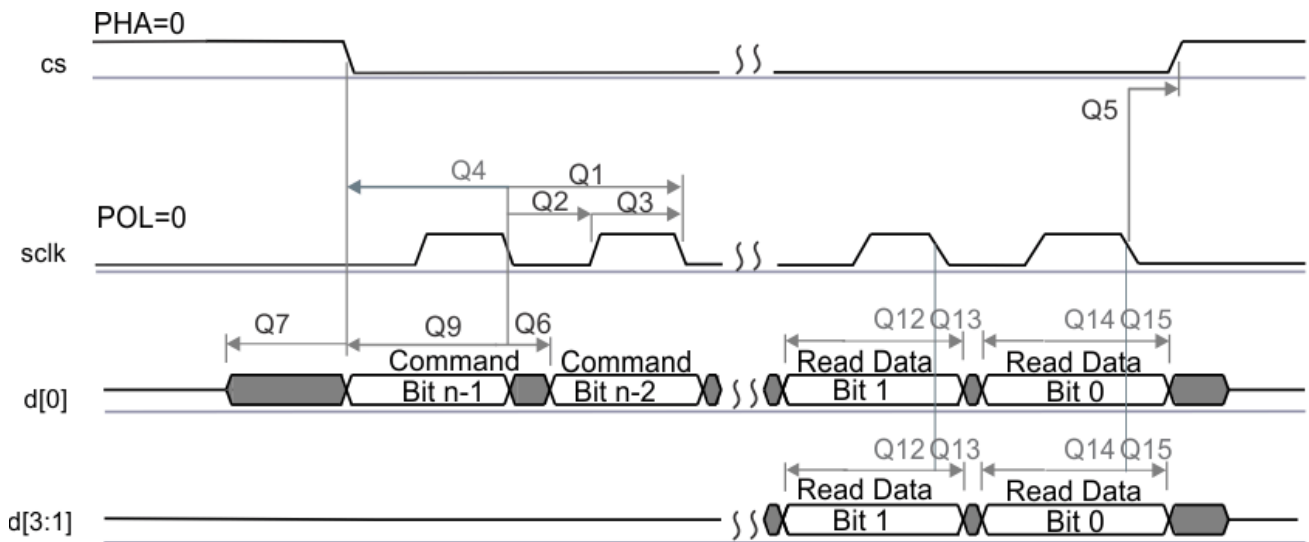 PHA=0
cs
Q5
Q4 Q1
Q2 Q3
POL=0
sclk
Q7 Q9 Q6 Q12 Q13 Q14 Q15
Command Command Read Data Read Data
d[0] Bit n-1 Bit n-2 Bit 1 Bit 0
Q12 Q13 Q14 Q15
Read Data Read Data
d[3:1] Bit 1 Bit 0